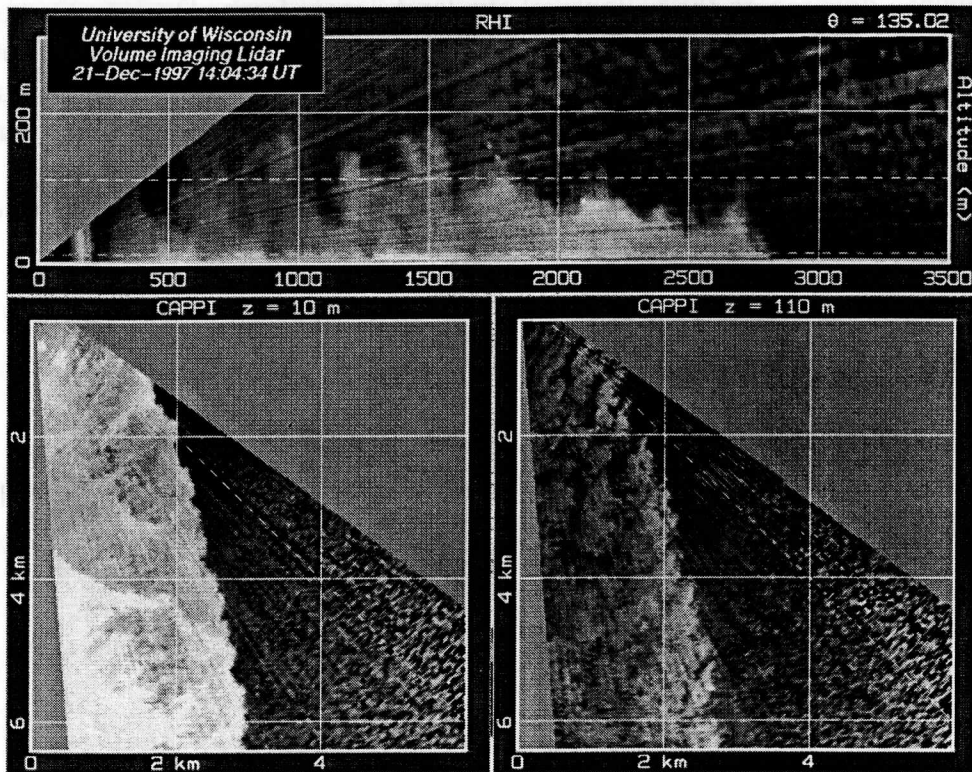 University of Wisconsin
Volume Imaging Lidar
21-Dec-1997 14:04:34 UT
RHI
θ = 135.02
200 m
0
Altitude (m)
0 500 1000 1500 2000 2500 3000 3500
CAPPI z = 10 m
2
4 km
6
0 2 km 4
CAPPI z = 110 m
2
4 km
6
0 2 km 4